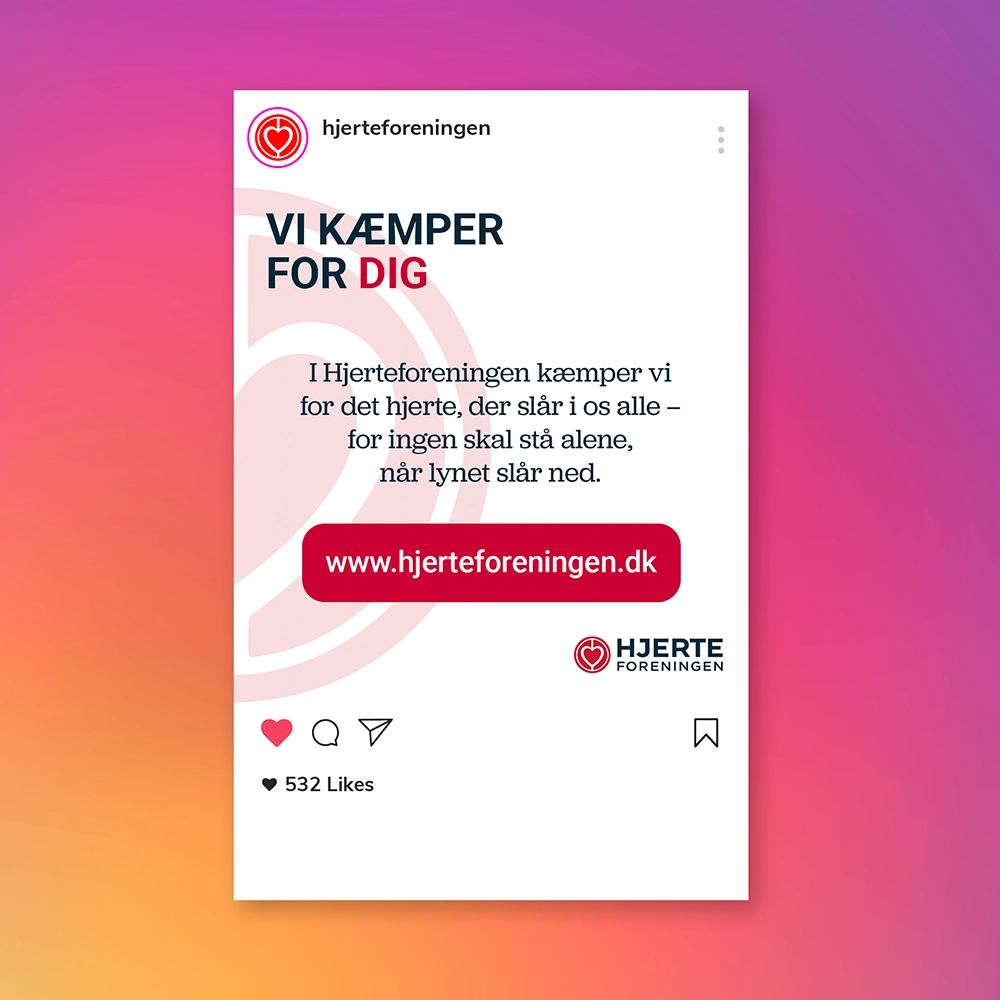 hjerteforeningen
VI KÆMPER
FOR DIG
I Hjerteforeningen kæmper vi
for det hjerte, der slår i os alle –
for ingen skal stå alene,
når lynet slår ned.
www.hjerteforeningen.dk
HJERTE
FORENINGEN
532 Likes